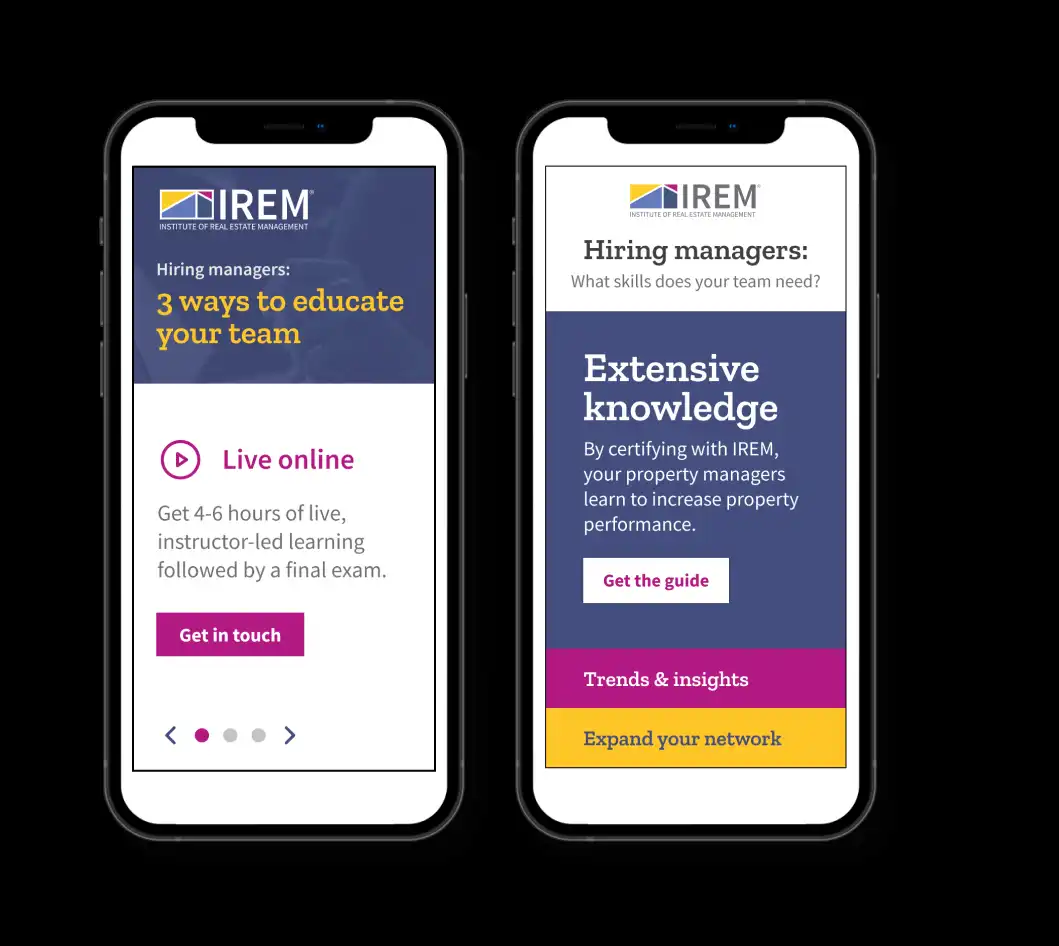 IREM®
INSTITUTE OF REAL ESTATE MANAGEMENT
Hiring managers:
3 ways to educate
your team
Live online
Get 4-6 hours of live,
instructor-led learning
followed by a final exam.
Get in touch
IREM®
INSTITUTE OF REAL ESTATE MANAGEMENT
Hiring managers:
What skills does your team need?
Extensive
knowledge
By certifying with IREM,
your property managers
learn to increase property
performance.
Get the guide
Trends & insights
Expand your network